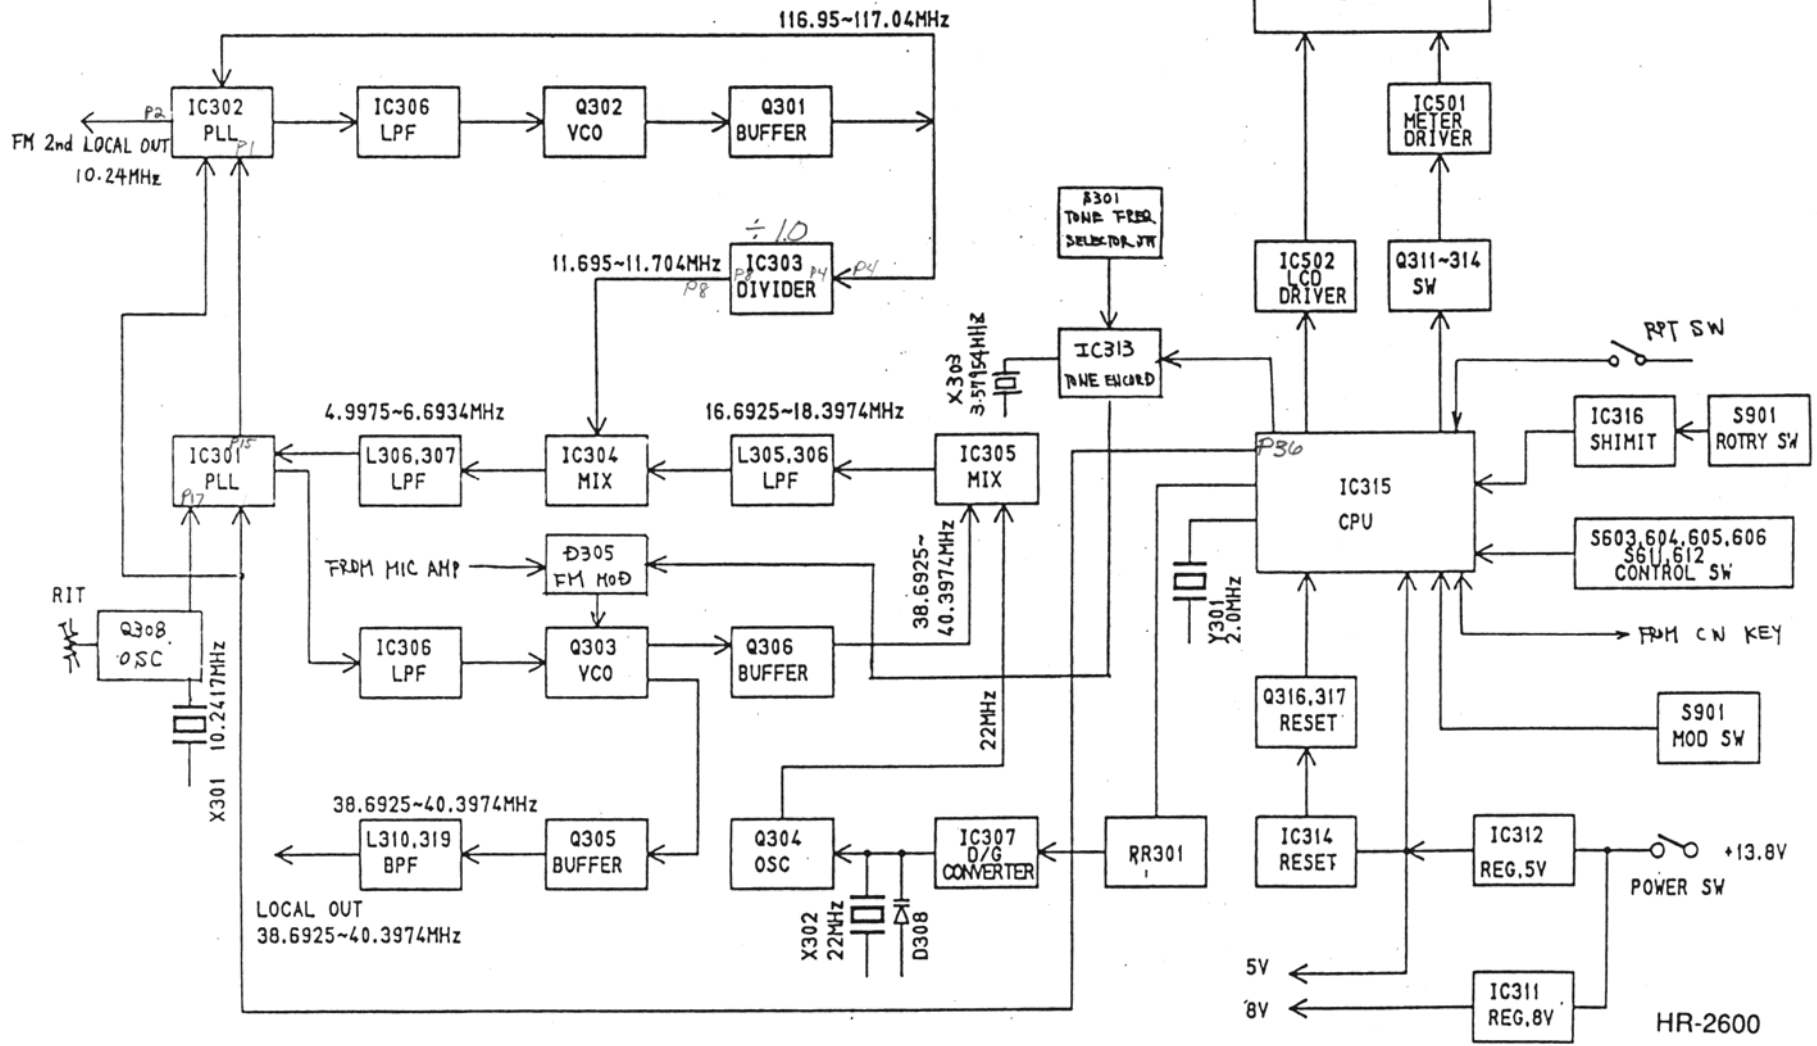 116.95~117.04MHz
IC302
PLL
P2
P1
FM 2nd LOCAL OUT
10.24MHz
IC306
LPF
Q302
VCO
Q301
BUFFER
IC501
METER
DRIVER
S301
TONE FREQ
SELECTOR
÷10
11.695~11.704MHz
P8
IC303
DIVIDER
P8
P4
P4
IC502
LCD
DRIVER
Q311~314
SW
RPT SW
X303
3.57954MHz
IC313
TONE ENCORD
4.9975~6.6934MHz
16.6925~18.3974MHz
IC301
PLL
P15
P17
L306,307
LPF
IC304
MIX
L305,306
LPF
IC305
MIX
P36
IC315
CPU
IC316
SHIMIT
S901
ROTRY SW
S603,604,605,606
S611,612
CONTROL SW
FROM MIC AMP
D305
FM MOD
38.6925~
40.3974MHz
Y301
2.0MHz
RIT
Q308
OSC
X301 10.2417MHz
IC306
LPF
Q303
VCO
Q306
BUFFER
22MHz
FROM CN KEY
Q316,317
RESET
S901
MOD SW
38.6925~40.3974MHz
L310,319
BPF
Q305
BUFFER
Q304
OSC
IC307
D/G
CONVERTER
RR301
IC314
RESET
IC312
REG,5V
+13.8V
POWER SW
LOCAL OUT
38.6925~40.3974MHz
X302
22MHz
D308
5V
8V
IC311
REG,8V
HR-2600